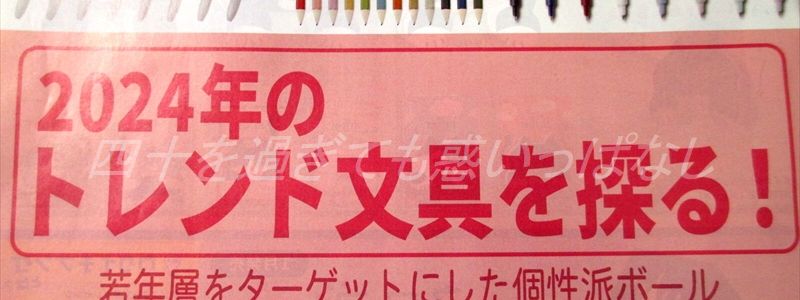 2024年の
トレンド文具を探る！
四十を過ぎても惑いっぱなし
若年層をターゲットにした個性派ボール